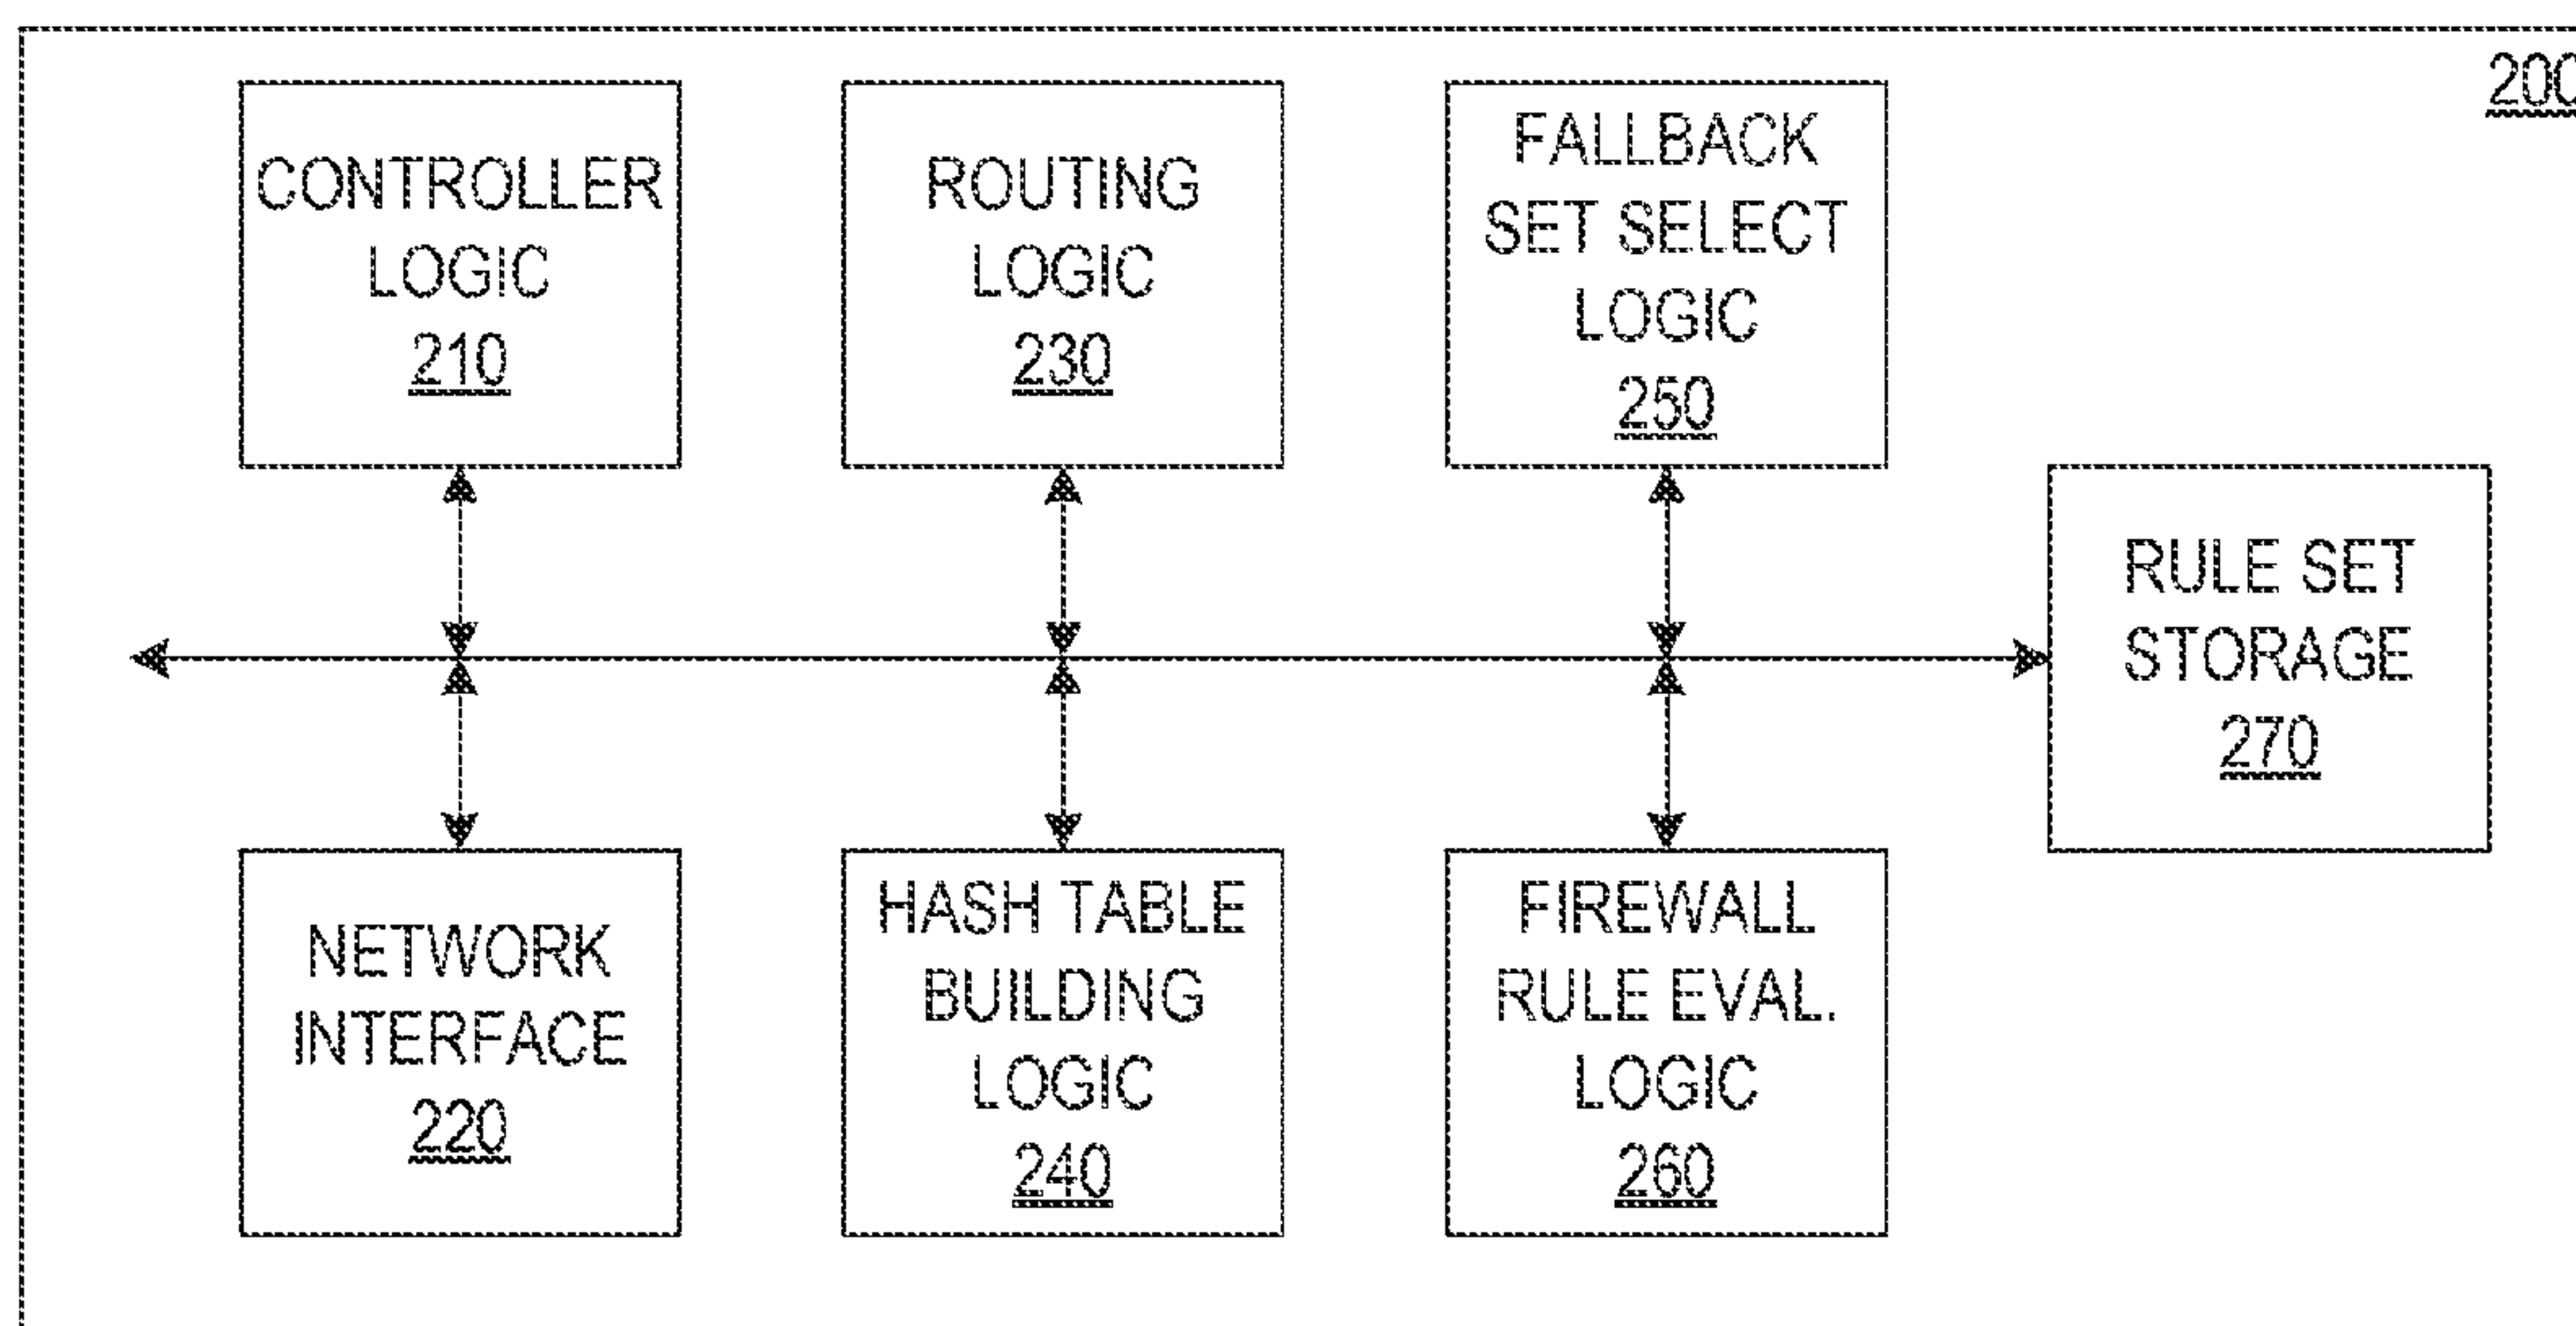 200
CONTROLLER
LOGIC
210
ROUTING
LOGIC
230
FALLBACK
SET SELECT
LOGIC
250
RULE SET
STORAGE
270
NETWORK
INTERFACE
220
HASH TABLE
BUILDING
LOGIC
240
FIREWALL
RULE EVAL.
LOGIC
260